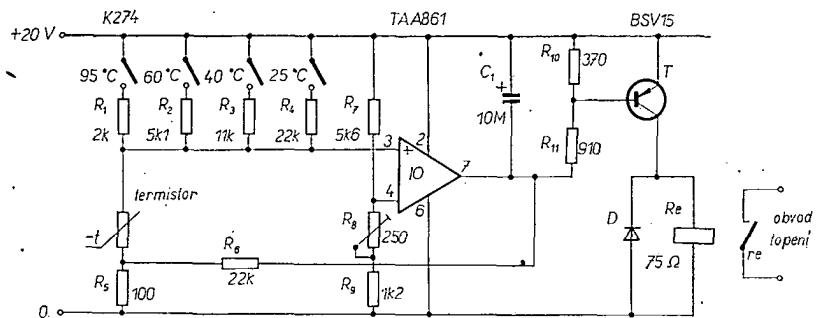 K274 TAA861 BSV15
+20 V
95 °C 60 °C 40 °C 25 °C
R1 R2 R3 R4 R7
2k 5k1 11k 22k 5k6
C1 +
10M
R10 370
T
R11 910
3 + 2
IO 7
4 6
termistor
-t
R8
250
R6
22k
R5
100
R9 1k2
D Re
75 Ω
re
obvod
topení
0